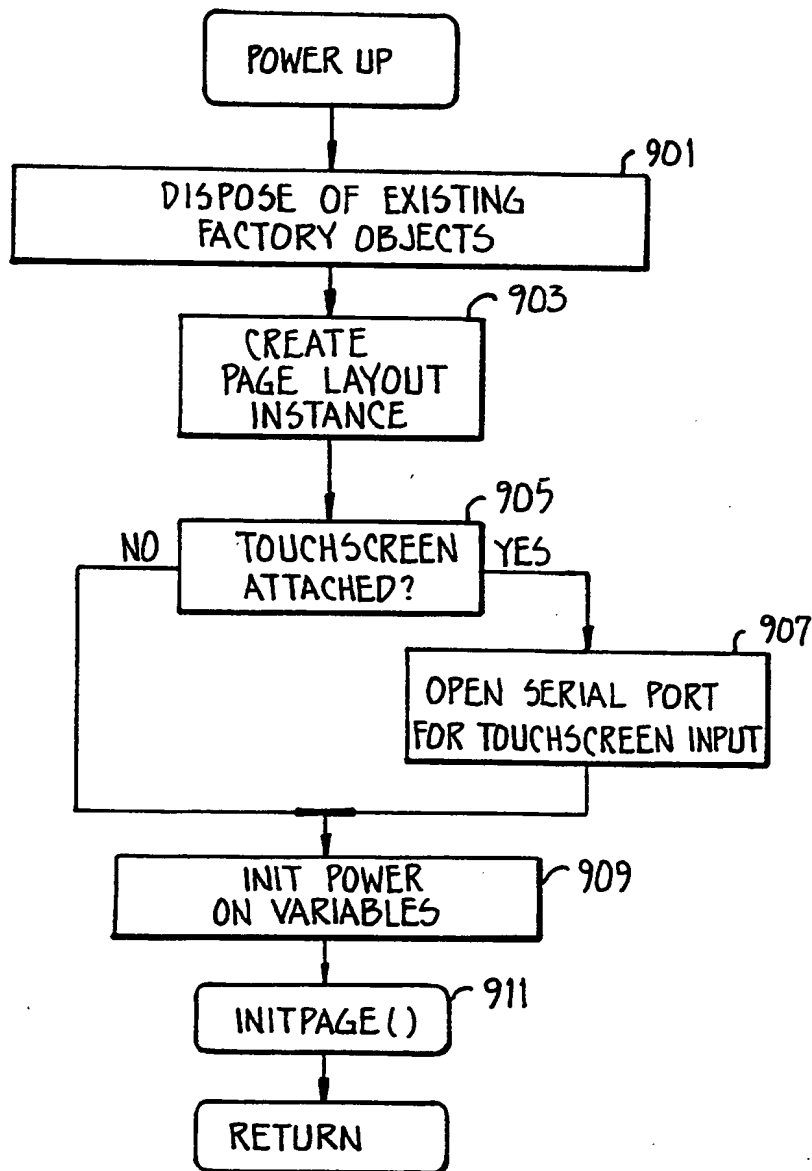 POWER UP
901
DISPOSE OF EXISTING
FACTORY OBJECTS
903
CREATE
PAGE LAYOUT
INSTANCE
905
NO
TOUCHSCREEN
ATTACHED?
YES
907
OPEN SERIAL PORT
FOR TOUCHSCREEN INPUT
INIT POWER
ON VARIABLES
909
INITPAGE()
911
RETURN